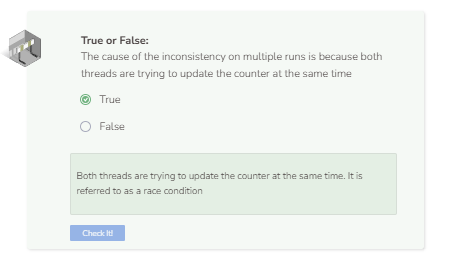 True or False:
The cause of the inconsistency on multiple runs is because both
threads are trying to update the counter at the same time
True
False
Both threads are trying to update the counter at the same time. It is
referred to as a race condition
Check It!